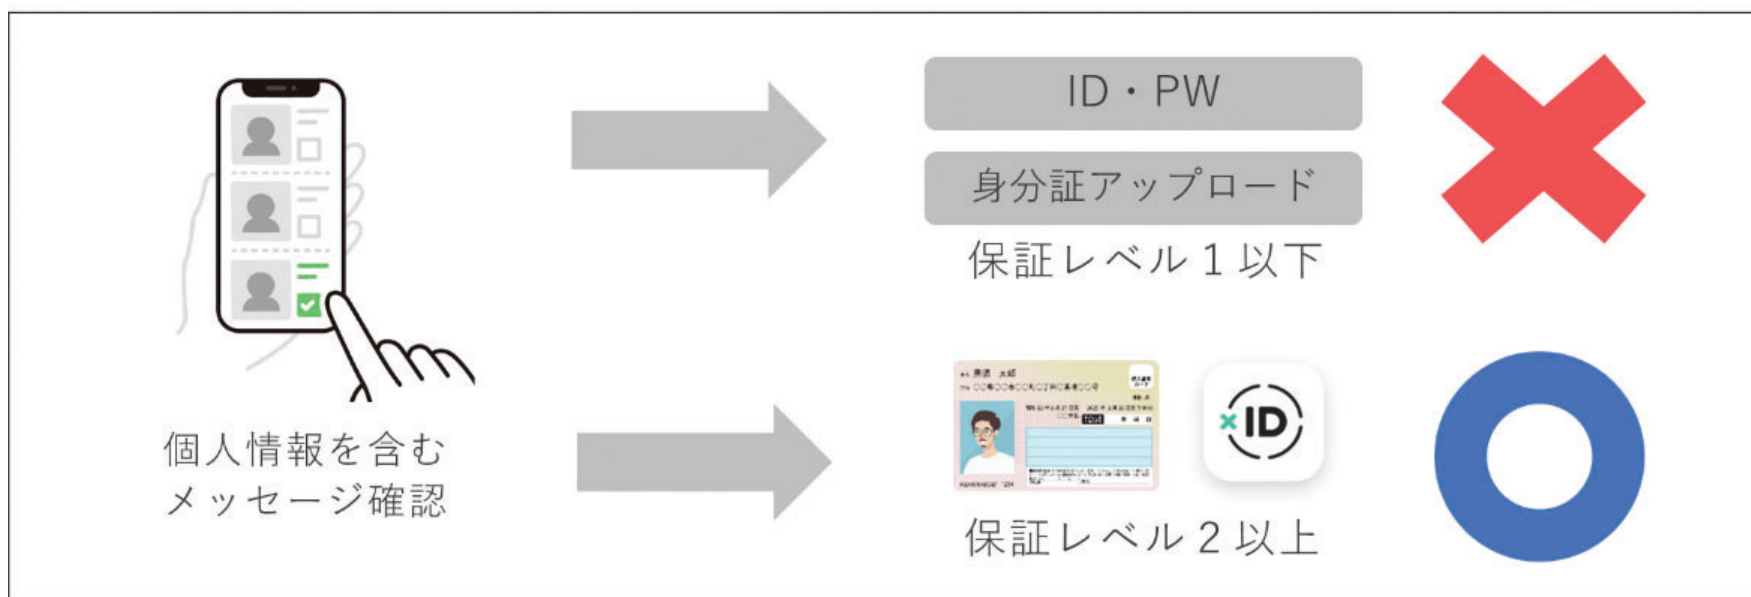 ID・PW
身分証アップロード
保証レベル1以下
個人情報を含む
メッセージ確認
xID
保証レベル2以上